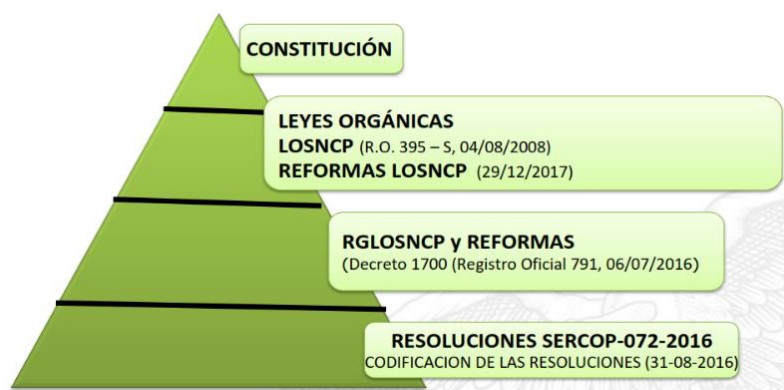 CONSTITUCIÓN
LEYES ORGÁNICAS
LOSNCP (R.O. 395 – S, 04/08/2008)
REFORMAS LOSNCP (29/12/2017)
RGLOSNCP y REFORMAS
(Decreto 1700 (Registro Oficial 791, 06/07/2016)
RESOLUCIONES SERCOP-072-2016
CODIFICACION DE LAS RESOLUCIONES (31-08-2016)